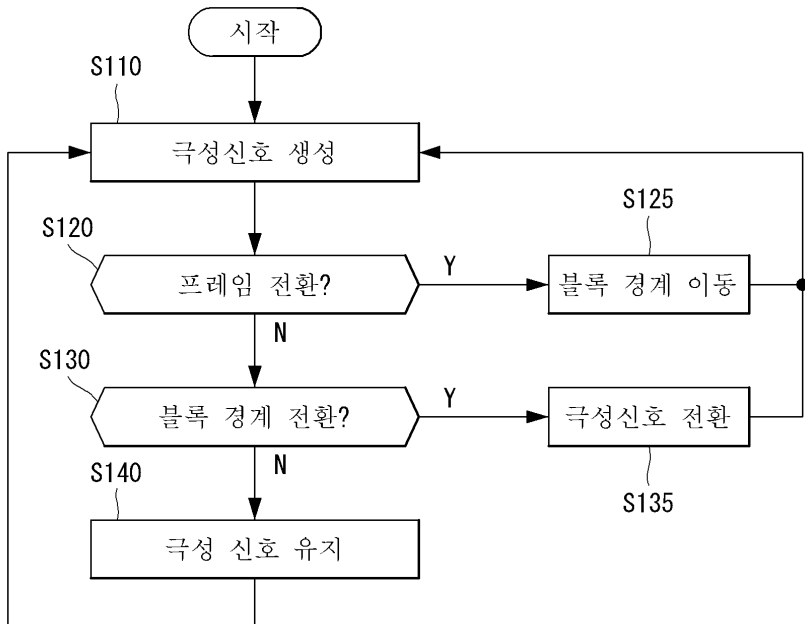 시작
S110
극성신호 생성
S120
프레임 전환?
Y
S125
블록 경계 이동
N
S130
블록 경계 전환?
Y
극성신호 전환
S135
N
S140
극성 신호 유지